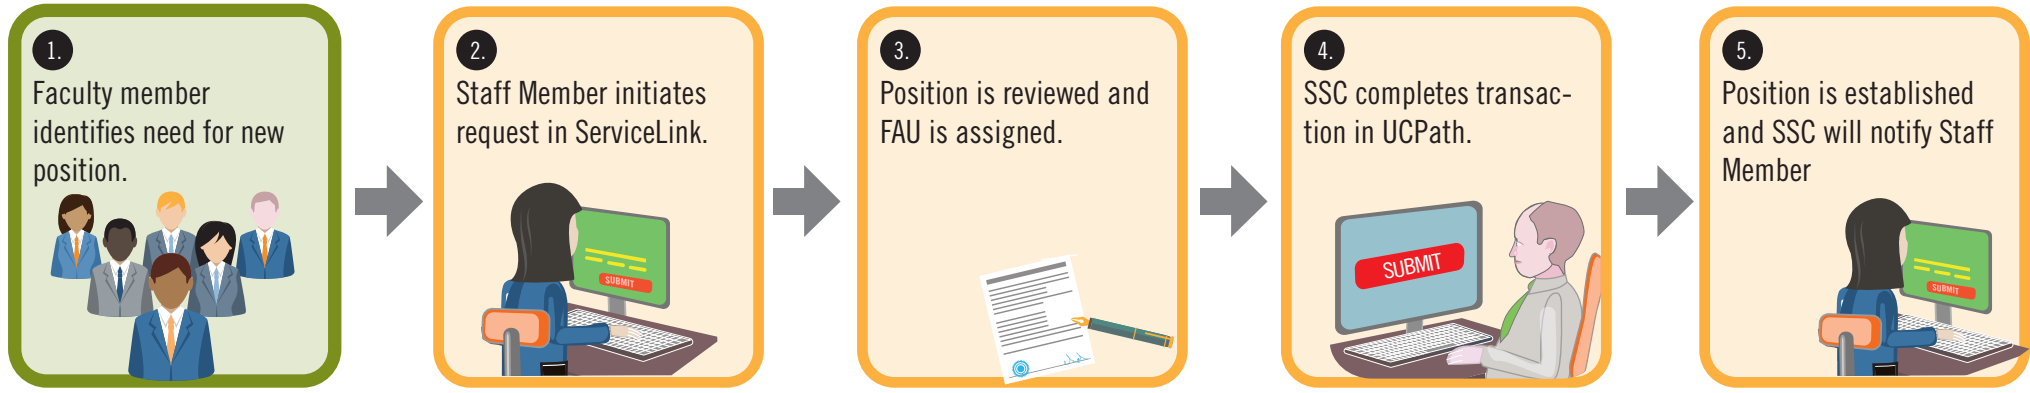 1.
Faculty member
identifies need for new
position.
2.
Staff Member initiates
request in ServiceLink.
SUBMIT
3.
Position is reviewed and
FAU is assigned.
4.
SSC completes transac-
tion in UCPath.
SUBMIT
5.
Position is established
and SSC will notify Staff
Member
SUBMIT